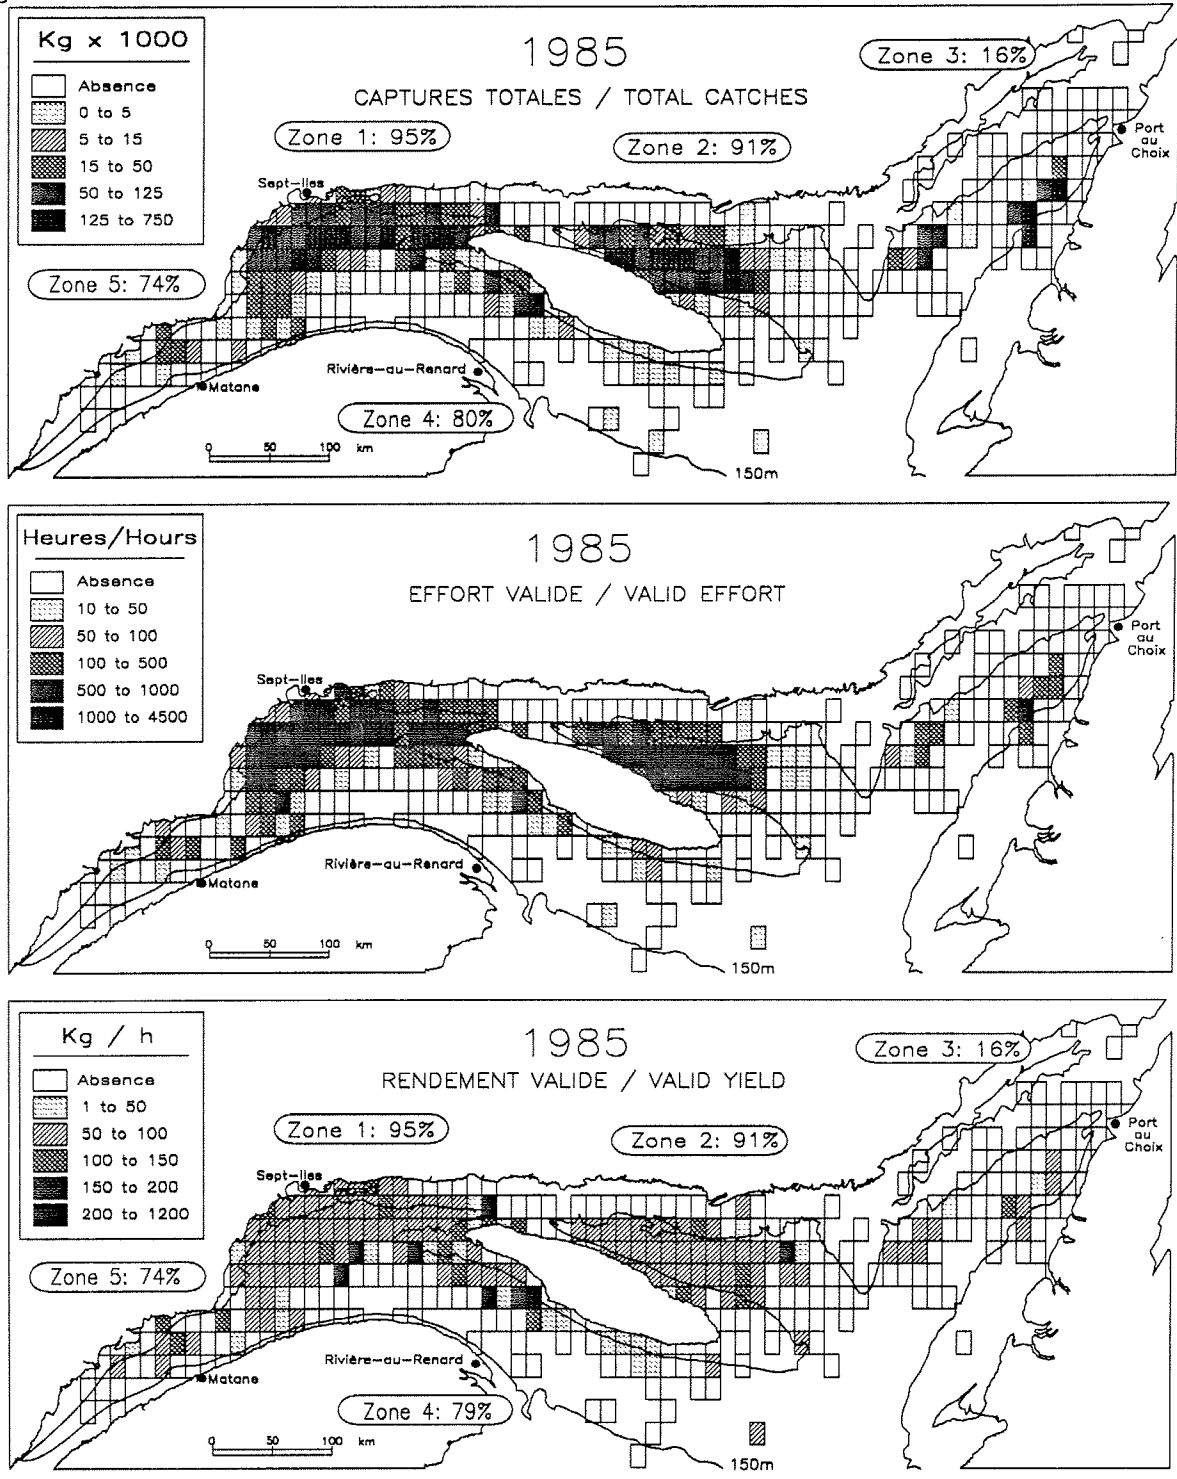 Kg x 1000
Absence
0 to 5
5 to 15
15 to 50
50 to 125
125 to 750
1985
CAPTURES TOTALES / TOTAL CATCHES
Zone 3: 16%
Zone 1: 95%
Zone 2: 91%
Port
au
Choix
Sept-Iles
Zone 5: 74%
Rivière-au-Renard
Matane
Zone 4: 80%
0 50 100 km
150m
Heures/Hours
Absence
10 to 50
50 to 100
100 to 500
500 to 1000
1000 to 4500
1985
EFFORT VALIDE / VALID EFFORT
Port
au
Choix
Sept-Iles
Rivière-au-Renard
Matane
0 50 100 km
150m
Kg / h
Absence
1 to 50
50 to 100
100 to 150
150 to 200
200 to 1200
1985
RENDEMENT VALIDE / VALID YIELD
Zone 3: 16%
Zone 1: 95%
Zone 2: 91%
Port
au
Choix
Sept-Iles
Zone 5: 74%
Rivière-au-Renard
Matane
Zone 4: 79%
0 50 100 km
150m